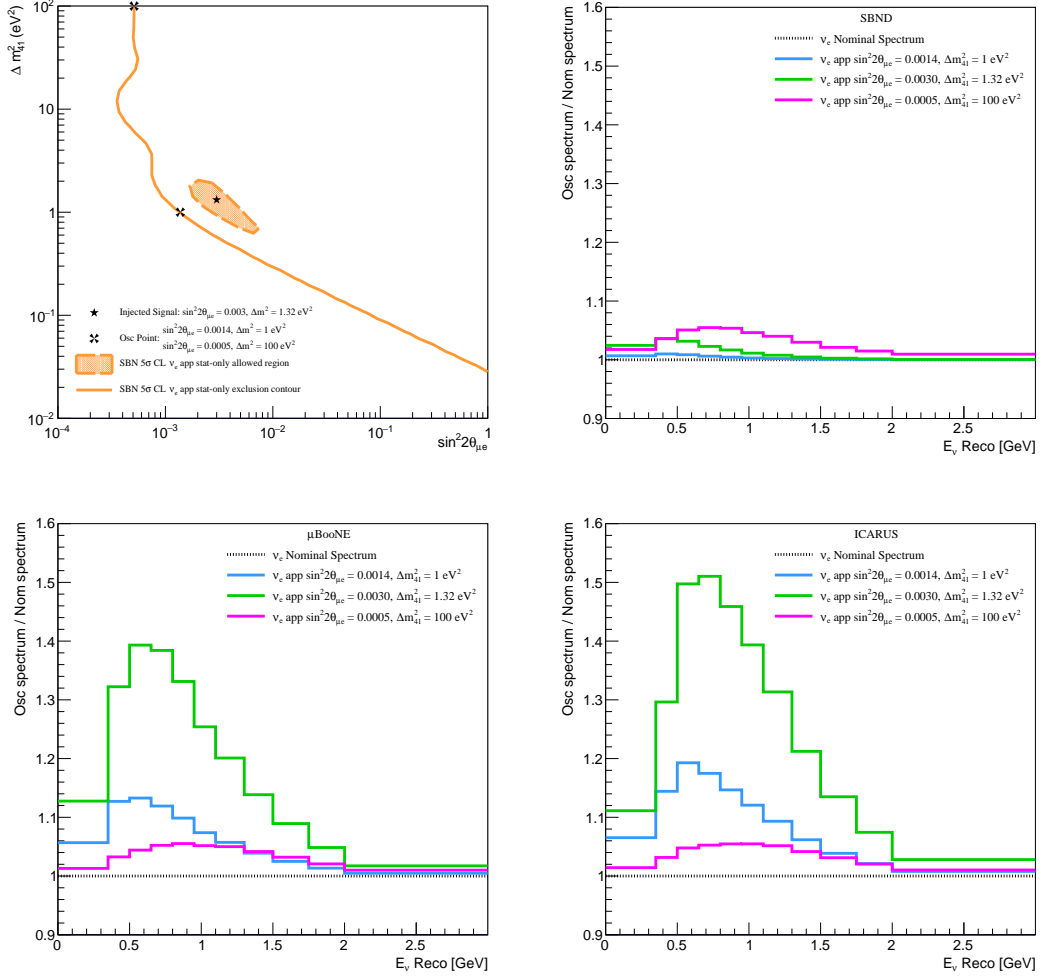 Δ m²₄₁ (eV²)
10²
10
1
10⁻¹
10⁻²
10⁻⁴
10⁻³
10⁻²
10⁻¹
1
sin²2θμe
Injected Signal: sin²2θμe = 0.003, Δm² = 1.32 eV²
Osc Point: sin²2θμe = 0.0014, Δm² = 1 eV²
sin²2θμe = 0.0005, Δm² = 100 eV²
SBN 5σ CL νe app stat-only allowed region
SBN 5σ CL νe app stat-only exclusion contour
SBND
νe Nominal Spectrum
νe app sin²2θμe = 0.0014, Δm²₄₁ = 1 eV²
νe app sin²2θμe = 0.0030, Δm²₄₁ = 1.32 eV²
νe app sin²2θμe = 0.0005, Δm²₄₁ = 100 eV²
Osc spectrum / Nom spectrum
1.6
1.5
1.4
1.3
1.2
1.1
1
0.9
0 0.5 1 1.5 2 2.5
Eν Reco [GeV]
μBooNE
νe Nominal Spectrum
νe app sin²2θμe = 0.0014, Δm²₄₁ = 1 eV²
νe app sin²2θμe = 0.0030, Δm²₄₁ = 1.32 eV²
νe app sin²2θμe = 0.0005, Δm²₄₁ = 100 eV²
Osc spectrum / Nom spectrum
1.6
1.5
1.4
1.3
1.2
1.1
1
0.9
0 0.5 1 1.5 2 2.5
Eν Reco [GeV]
ICARUS
νe Nominal Spectrum
νe app sin²2θμe = 0.0014, Δm²₄₁ = 1 eV²
νe app sin²2θμe = 0.0030, Δm²₄₁ = 1.32 eV²
νe app sin²2θμe = 0.0005, Δm²₄₁ = 100 eV²
Osc spectrum / Nom spectrum
1.6
1.5
1.4
1.3
1.2
1.1
1
0.9
0 0.5 1 1.5 2 2.5
Eν Reco [GeV]